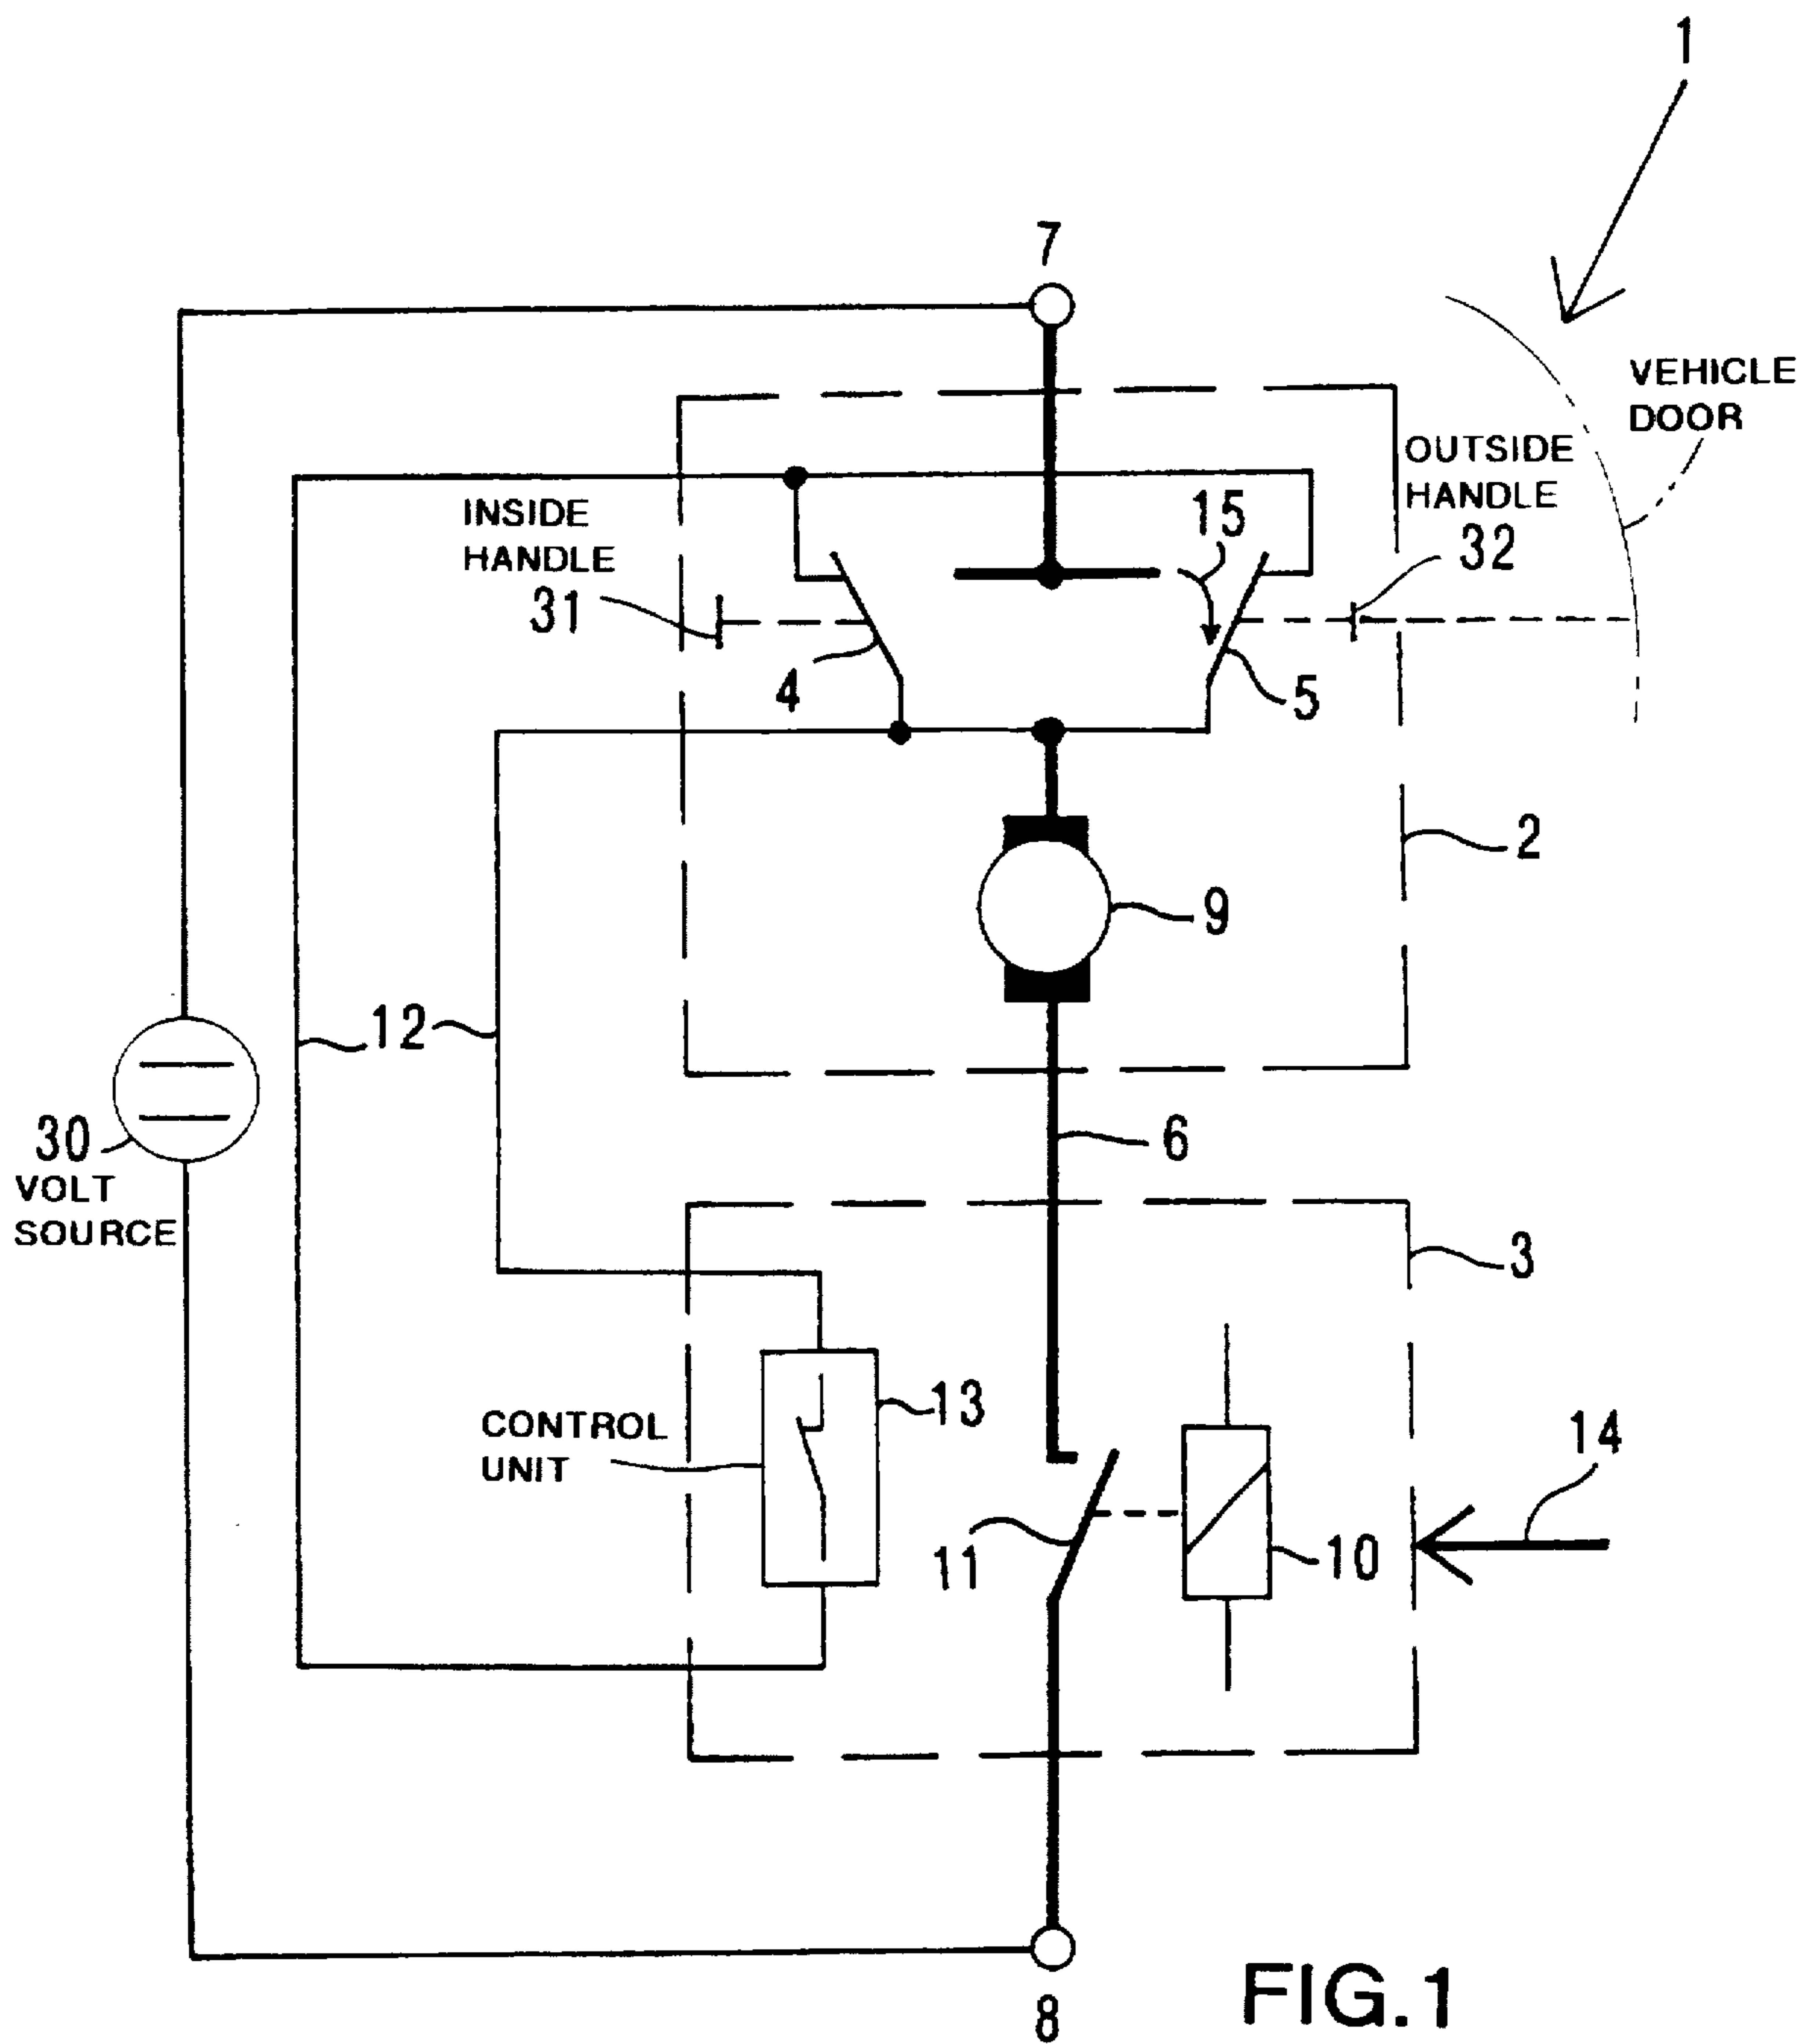 1
7
VEHICLE
DOOR
OUTSIDE
HANDLE
32
INSIDE
HANDLE
31
15
4
5
2
9
12
30
VOLT
SOURCE
6
3
CONTROL
UNIT
13
14
11
10
8
FIG.1